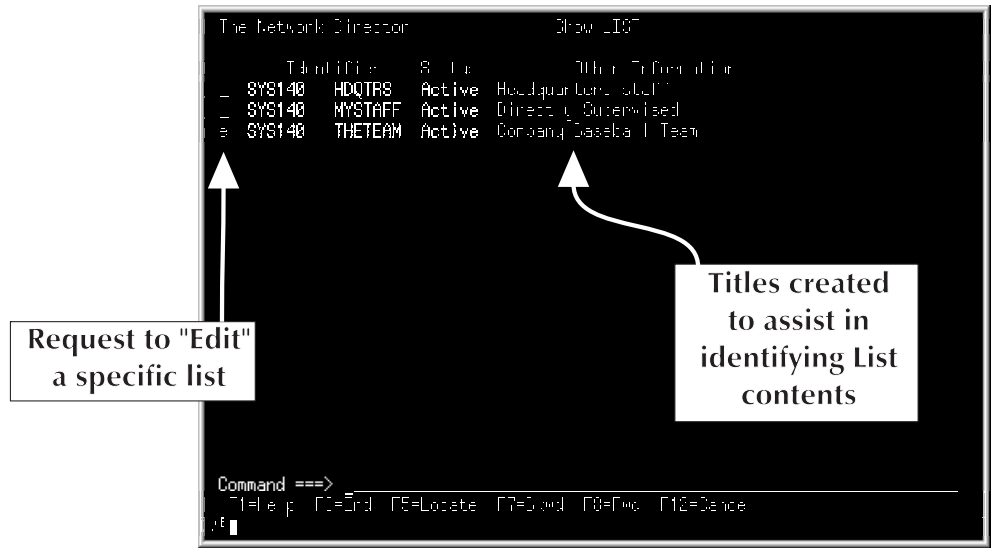 The Network Director Show LIST
Identifier Status Other Information
_ SYS140 HDQTRS Active Headquarters staff
_ SYS140 MYSTAFF Active Directly Supervised
e SYS140 THETEAM Active Company Baseball Team
Titles created
to assist in
identifying List
contents
Request to "Edit"
a specific list
Command ===> _
F1=Help F3=End F5=Locate F7=Bkwd F8=Fwd F12=Cancel